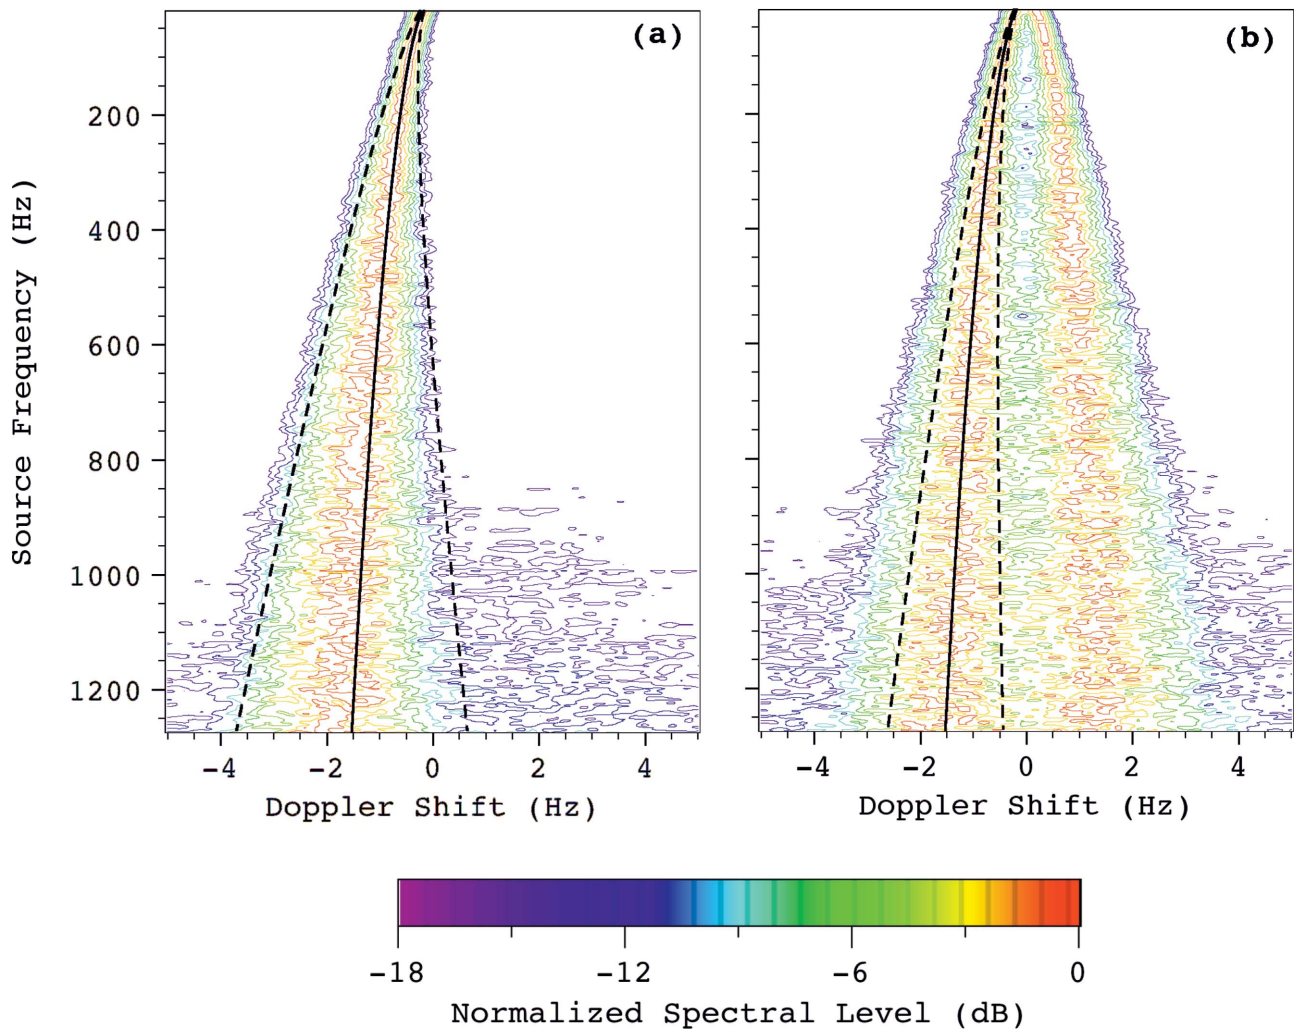 (a)
(b)
Source Frequency (Hz)
200
400
600
800
1000
1200
−4 −2 0 2 4
−4 −2 0 2 4
Doppler Shift (Hz)
Doppler Shift (Hz)
−18 −12 −6 0
Normalized Spectral Level (dB)